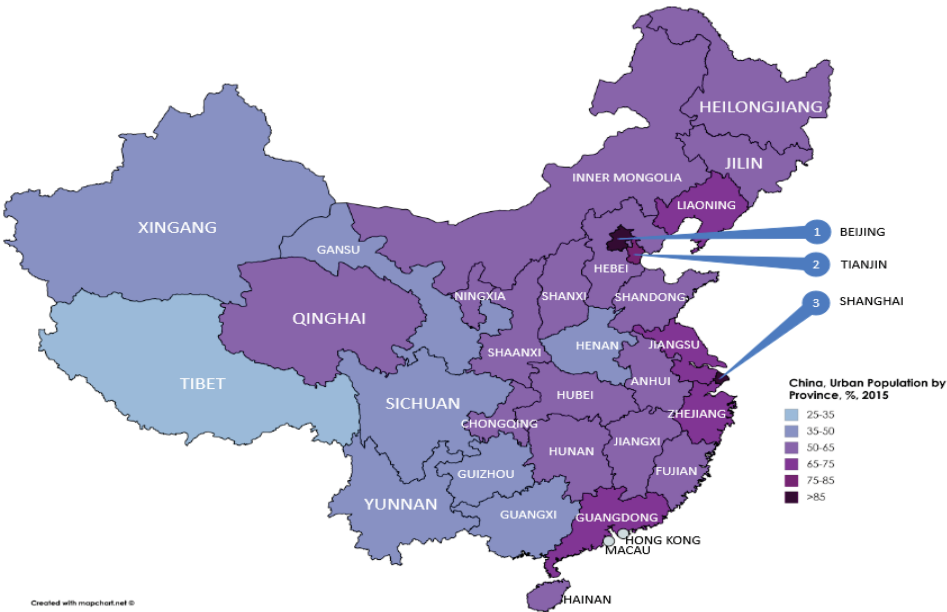 HEILONGJIANG
JILIN
INNER MONGOLIA
LIAONING
XINGANG
1 BEIJING
GANSU
2 TIANJIN
HEBEI
NINGXIA
SHANXI
SHANDONG
3 SHANGHAI
QINGHAI
SHAANXI
HENAN
JIANGSU
TIBET
ANHUI
SICHUAN
HUBEI
CHONGQING
ZHEJIANG
HUNAN
JIANGXI
GUIZHOU
FUJIAN
YUNNAN
GUANGXI
GUANGDONG
HONG KONG
MACAU
HAINAN
China, Urban Population by
Province, %, 2015
25-35
35-50
50-65
65-75
75-85
>85
Created with mapchart.net ©